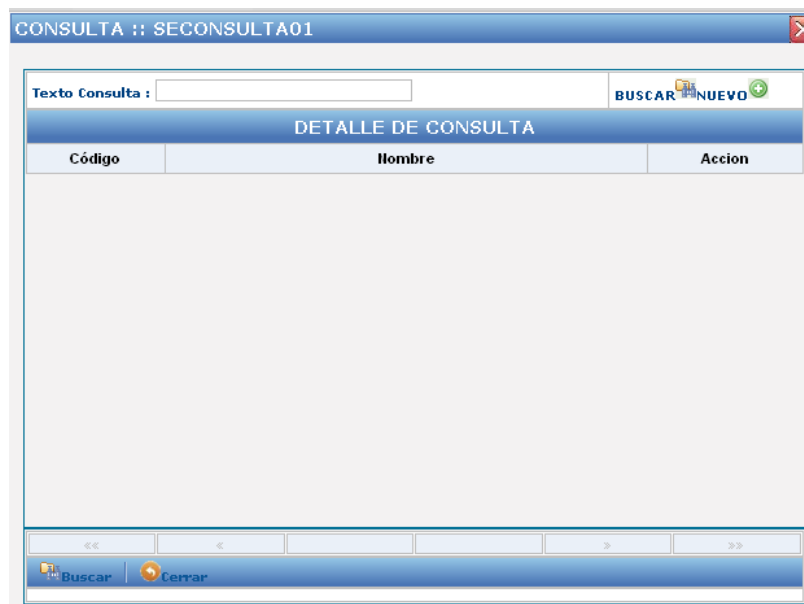 CONSULTA :: SECONSULTA01
Texto Consulta : BUSCAR NUEVO
DETALLE DE CONSULTA
Código Nombre Accion
<< < > >>
Buscar Cerrar